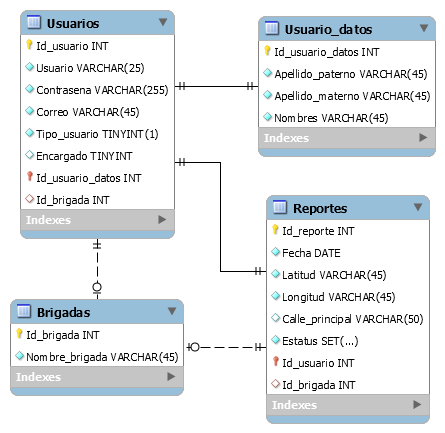 Usuarios
Id_usuario INT
Usuario VARCHAR(25)
Contrasena VARCHAR(255)
Correo VARCHAR(45)
Tipo_usuario TINYINT(1)
Encargado TINYINT
Id_usuario_datos INT
Id_brigada INT
Indexes
Usuario_datos
Id_usuario_datos INT
Apellido_paterno VARCHAR(45)
Apellido_materno VARCHAR(45)
Nombres VARCHAR(45)
Indexes
Reportes
Id_reporte INT
Fecha DATE
Latitud VARCHAR(45)
Longitud VARCHAR(45)
Calle_principal VARCHAR(50)
Estatus SET(...)
Id_usuario INT
Id_brigada INT
Indexes
Brigadas
Id_brigada INT
Nombre_brigada VARCHAR(45)
Indexes